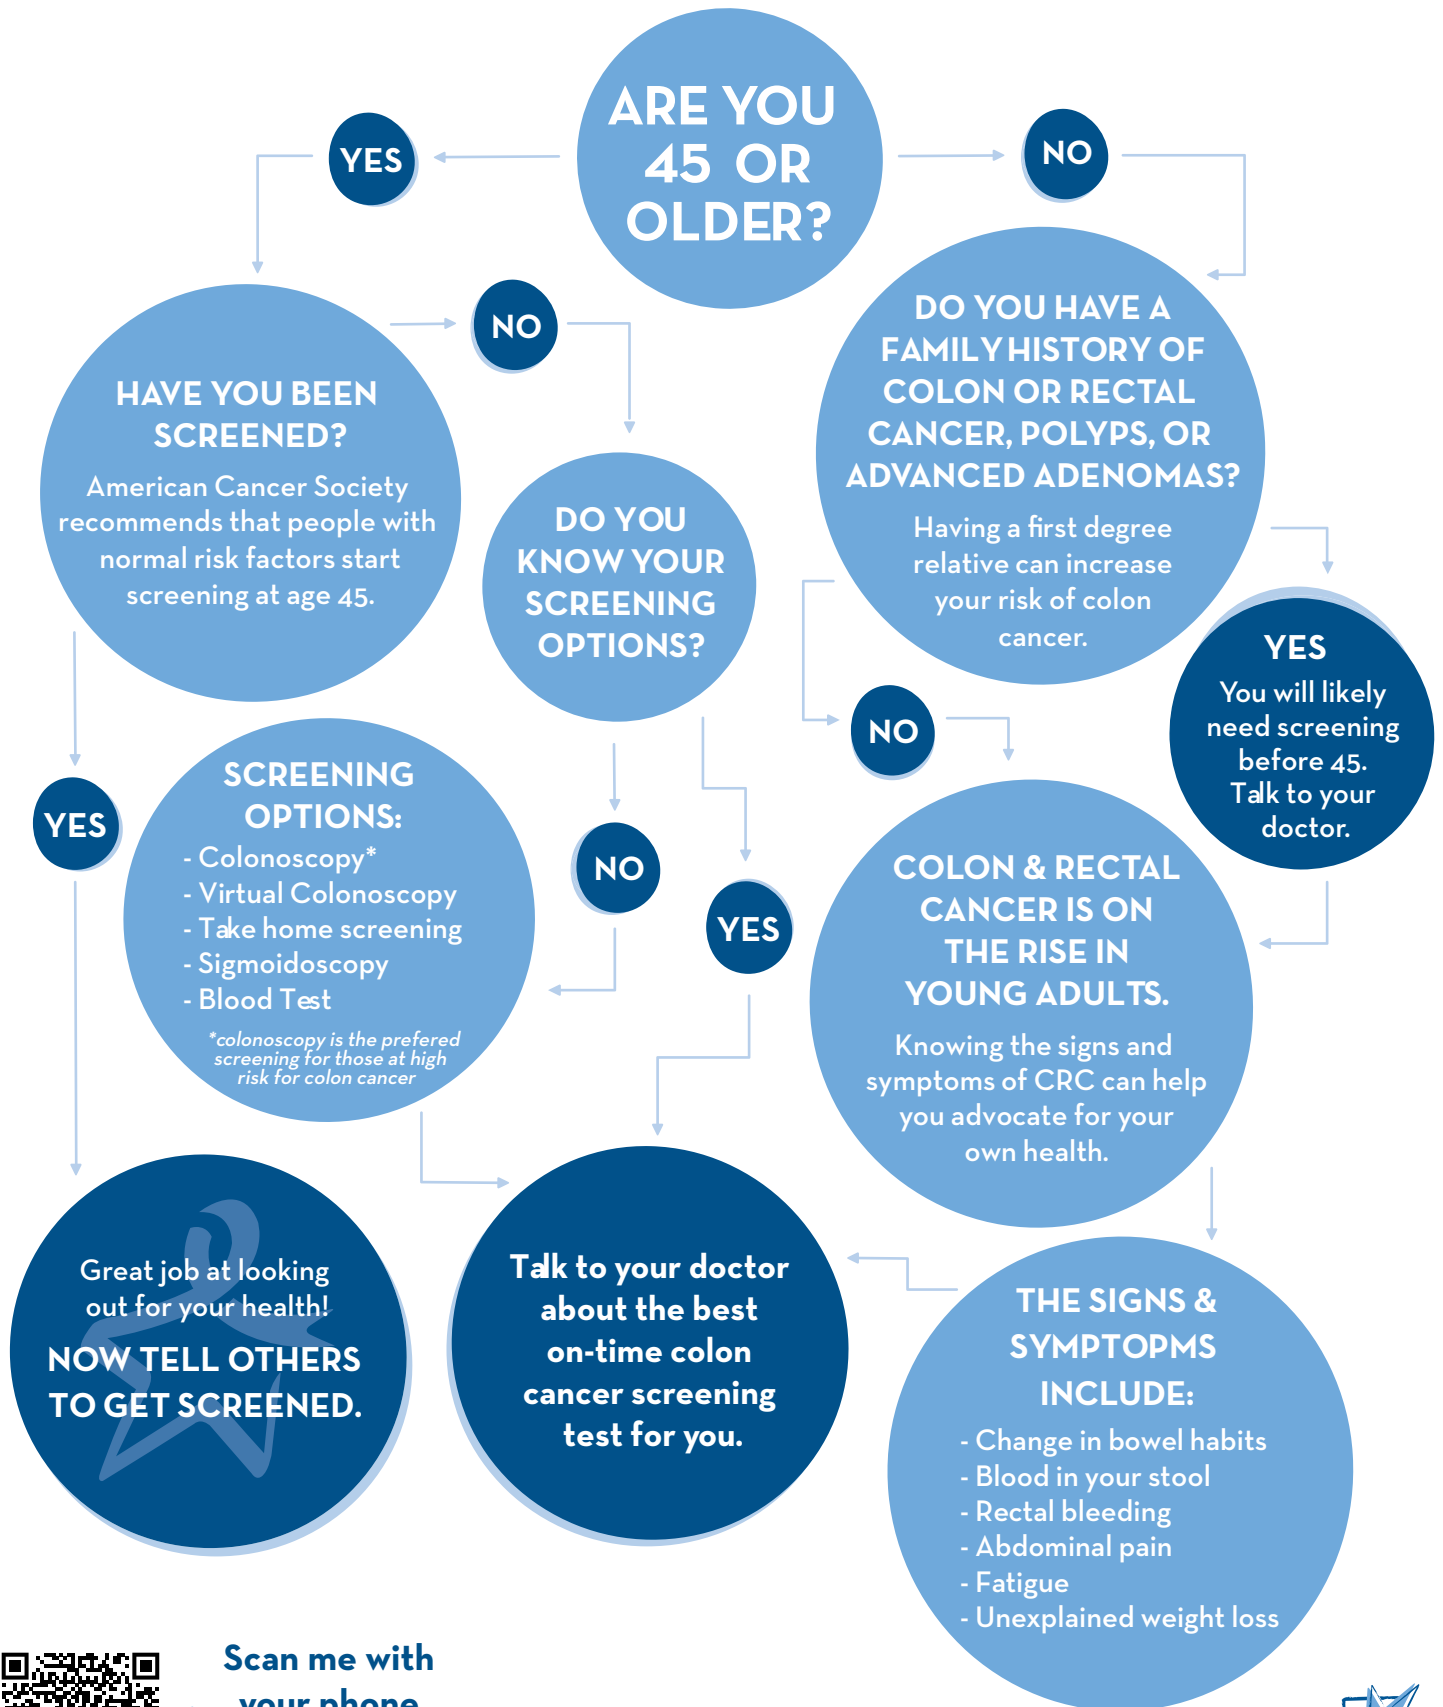 ARE YOU
45 OR
OLDER?
YES
NO
HAVE YOU BEEN
SCREENED?
American Cancer Society
recommends that people with
normal risk factors start
screening at age 45.
NO
DO YOU HAVE A
FAMILY HISTORY OF
COLON OR RECTAL
CANCER, POLYPS, OR
ADVANCED ADENOMAS?
Having a first degree
relative can increase
your risk of colon
cancer.
DO YOU
KNOW YOUR
SCREENING
OPTIONS?
YES
You will likely
need screening
before 45.
Talk to your
doctor.
NO
YES
SCREENING
OPTIONS:
- Colonoscopy*
- Virtual Colonoscopy
- Take home screening
- Sigmoidoscopy
- Blood Test
*colonoscopy is the prefered
screening for those at high
risk for colon cancer
NO
YES
COLON & RECTAL
CANCER IS ON
THE RISE IN
YOUNG ADULTS.
Knowing the signs and
symptoms of CRC can help
you advocate for your
own health.
Great job at looking
out for your health!
NOW TELL OTHERS
TO GET SCREENED.
Talk to your doctor
about the best
on-time colon
cancer screening
test for you.
THE SIGNS &
SYMPTOPMS
INCLUDE:
- Change in bowel habits
- Blood in your stool
- Rectal bleeding
- Abdominal pain
- Fatigue
- Unexplained weight loss
Scan me with
your phone